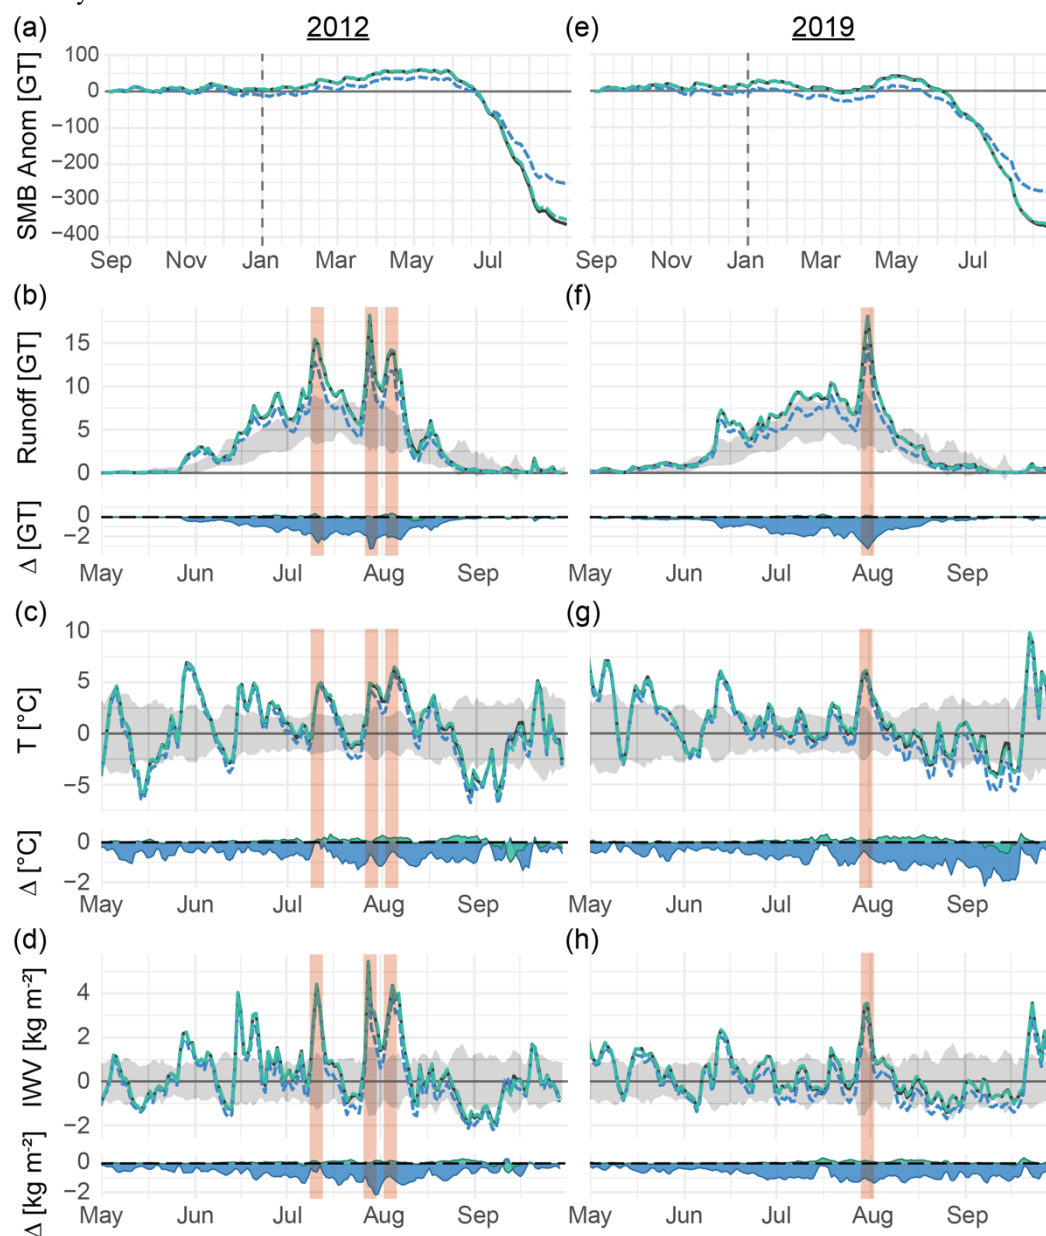 (a)
2012
(e)
2019
SMB Anom [GT]
100
0
−100
−200
−300
−400
Sep Nov Jan Mar May Jul
Sep Nov Jan Mar May Jul
(b)
(f)
Runoff [GT]
15
10
5
0
Δ [GT]
0
−2
May Jun Jul Aug Sep
May Jun Jul Aug Sep
(c)
(g)
T [°C]
10
5
0
−5
Δ [°C]
0
−2
May Jun Jul Aug Sep
May Jun Jul Aug Sep
(d)
(h)
IWV [kg m⁻²]
4
2
0
−2
Δ [kg m⁻²]
0
−2
May Jun Jul Aug Sep
May Jun Jul Aug Sep